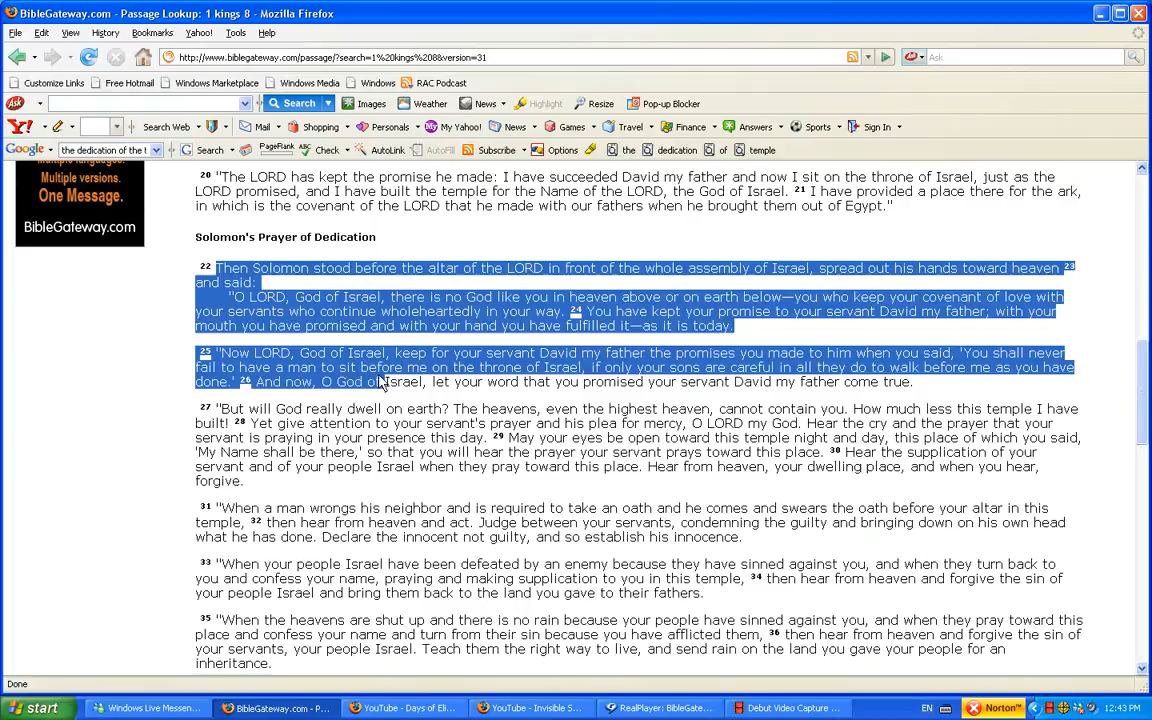 BibleGateway.com - Passage Lookup: 1 kings 8 - Mozilla Firefox
File Edit View History Bookmarks Yahoo! Tools Help
http://www.biblegateway.com/passage/?search=1%20kings%208&version=31 Ask
Customize Links Free Hotmail Windows Marketplace Windows Media Windows RAC Podcast
Ask Search Images Weather News Highlight Resize Pop-up Blocker
Y! Search Web Mail Shopping Personals My Yahoo! News Games Travel Finance Answers Sports Sign In
Google the dedication of the t Search PageRank Check AutoLink AutoFill Subscribe Options the dedication of temple
Multiple languages.
Multiple versions.
One Message.
BibleGateway.com
20 "The LORD has kept the promise he made: I have succeeded David my father and now I sit on the throne of Israel, just as the
LORD promised, and I have built the temple for the Name of the LORD, the God of Israel. 21 I have provided a place there for the ark,
in which is the covenant of the LORD that he made with our fathers when he brought them out of Egypt."
Solomon's Prayer of Dedication
22 Then Solomon stood before the altar of the LORD in front of the whole assembly of Israel, spread out his hands toward heaven 23
and said:
"O LORD, God of Israel, there is no God like you in heaven above or on earth below—you who keep your covenant of love with
your servants who continue wholeheartedly in your way. 24 You have kept your promise to your servant David my father; with your
mouth you have promised and with your hand you have fulfilled it—as it is today.
25 "Now LORD, God of Israel, keep for your servant David my father the promises you made to him when you said, 'You shall never
fail to have a man to sit before me on the throne of Israel, if only your sons are careful in all they do to walk before me as you have
done.' 26 And now, O God of Israel, let your word that you promised your servant David my father come true.
27 "But will God really dwell on earth? The heavens, even the highest heaven, cannot contain you. How much less this temple I have
built! 28 Yet give attention to your servant's prayer and his plea for mercy, O LORD my God. Hear the cry and the prayer that your
servant is praying in your presence this day. 29 May your eyes be open toward this temple night and day, this place of which you said,
'My Name shall be there,' so that you will hear the prayer your servant prays toward this place. 30 Hear the supplication of your
servant and of your people Israel when they pray toward this place. Hear from heaven, your dwelling place, and when you hear,
forgive.
31 "When a man wrongs his neighbor and is required to take an oath and he comes and swears the oath before your altar in this
temple, 32 then hear from heaven and act. Judge between your servants, condemning the guilty and bringing down on his own head
what he has done. Declare the innocent not guilty, and so establish his innocence.
33 "When your people Israel have been defeated by an enemy because they have sinned against you, and when they turn back to
you and confess your name, praying and making supplication to you in this temple, 34 then hear from heaven and forgive the sin of
your people Israel and bring them back to the land you gave to their fathers.
35 "When the heavens are shut up and there is no rain because your people have sinned against you, and when they pray toward this
place and confess your name and turn from their sin because you have afflicted them, 36 then hear from heaven and forgive the sin of
your servants, your people Israel. Teach them the right way to live, and send rain on the land you gave your people for an
inheritance.
Done
start Windows Live Messen... BibleGateway.com - P... YouTube - Days of Eli... YouTube - Invisible S... RealPlayer: BibleGate... Debut Video Capture ... EN Norton™ 12:43 PM